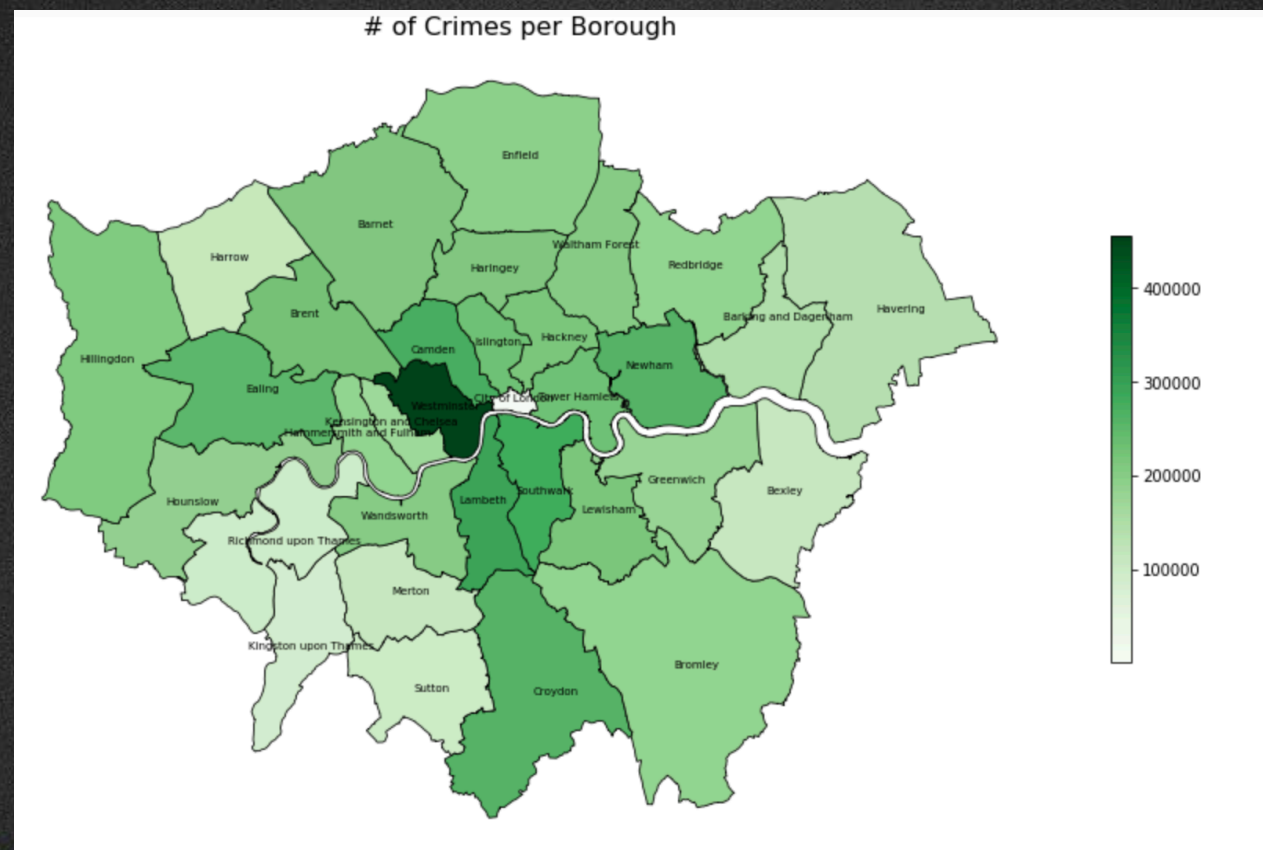 # of Crimes per Borough
Enfield
Barnet
Waltham Forest
Harrow
Redbridge
Haringey
Havering
Brent
Barking and Dagenham
Hackney
Islington
Camden
Hillingdon
Newham
Ealing
City of London
Tower Hamlets
Westminster
Kensington and Chelsea
Hammersmith and Fulham
Greenwich
Bexley
Hounslow
Lambeth
Southwark
Lewisham
Wandsworth
Richmond upon Thames
Merton
Kingston upon Thames
Bromley
Sutton
Croydon
400000
300000
200000
100000